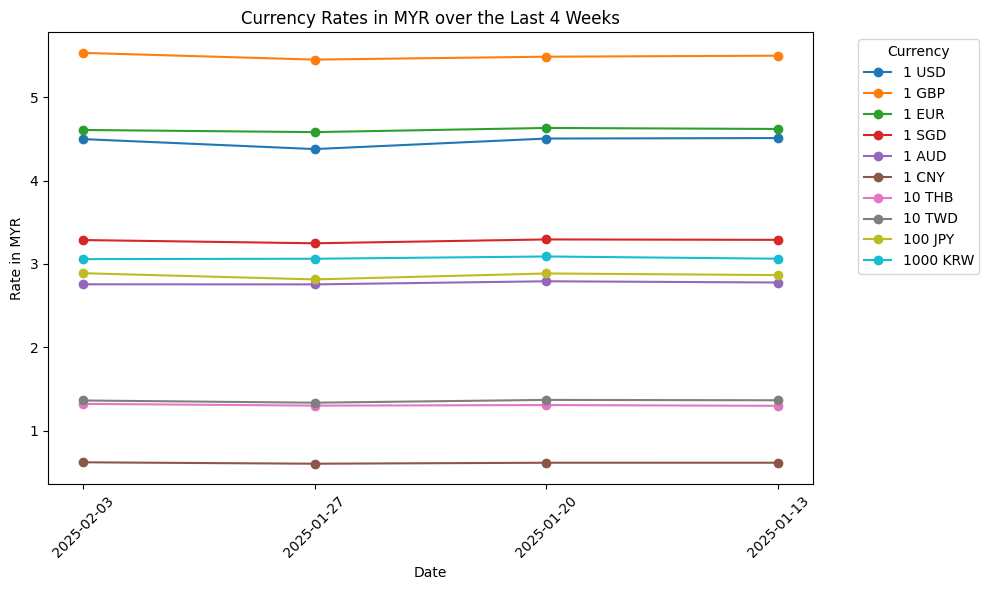 Currency Rates in MYR over the Last 4 Weeks
Rate in MYR
5
4
3
2
1
2025-02-03
2025-01-27
2025-01-20
2025-01-13
Date
Currency
1 USD
1 GBP
1 EUR
1 SGD
1 AUD
1 CNY
10 THB
10 TWD
100 JPY
1000 KRW